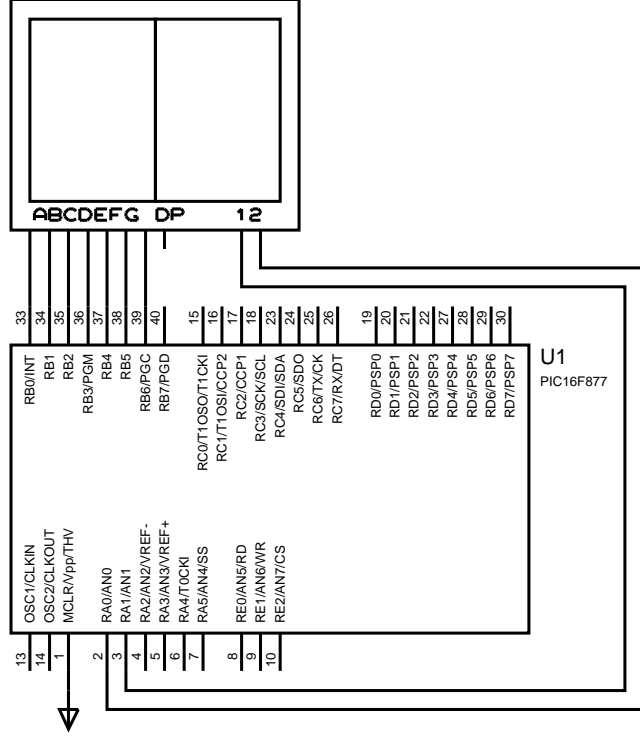 ABCDEFG DP 12
33
34
35
36
37
38
39
40
15
16
17
18
23
24
25
26
19
20
21
22
27
28
29
30
RB0/INT
RB1
RB2
RB3/PGM
RB4
RB5
RB6/PGC
RB7/PGD
RC0/T1OSO/T1CKI
RC1/T1OSI/CCP2
RC2/CCP1
RC3/SCK/SCL
RC4/SDI/SDA
RC5/SDO
RC6/TX/CK
RC7/RX/DT
RD0/PSP0
RD1/PSP1
RD2/PSP2
RD3/PSP3
RD4/PSP4
RD5/PSP5
RD6/PSP6
RD7/PSP7
U1
PIC16F877
OSC1/CLKIN
OSC2/CLKOUT
MCLR/Vpp/THV
RA0/AN0
RA1/AN1
RA2/AN2/VREF-
RA3/AN3/VREF+
RA4/T0CKI
RA5/AN4/SS
RE0/AN5/RD
RE1/AN6/WR
RE2/AN7/CS
13
14
1
2
3
4
5
6
7
8
9
10